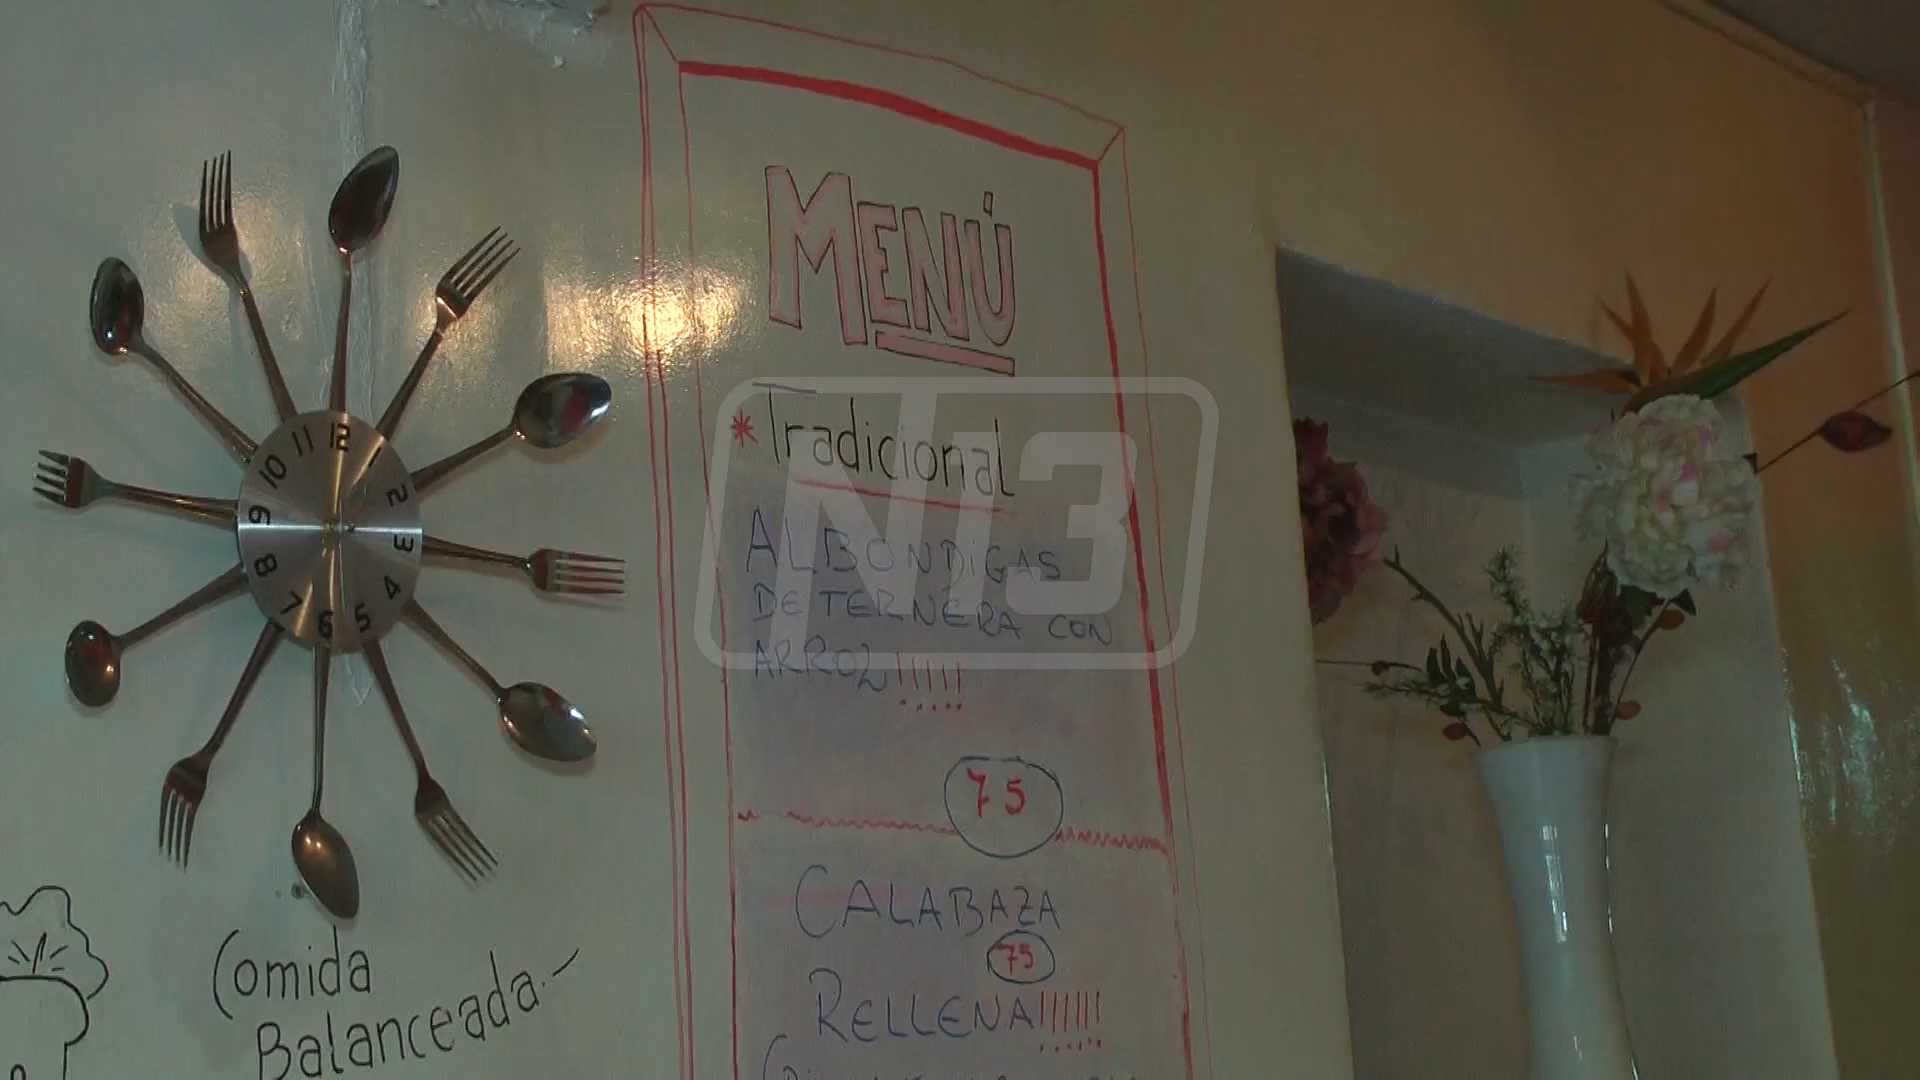 MENÚ
* Tradicional
ALBONDIGAS
DE TERNERA CON
ARROZ!!!!!
75
CALABAZA
75
RELLENA!!!!!!
Comida
Balanceada.-
11 12 1
10 2
9 3
8 4
7 6 5
N13